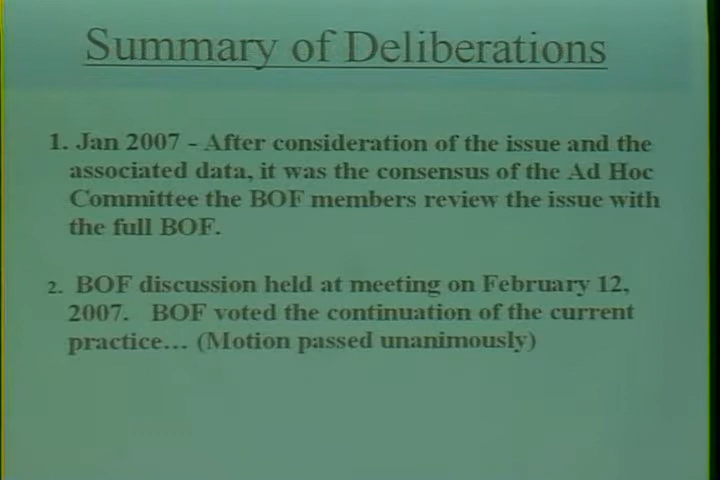 Summary of Deliberations
1. Jan 2007 - After consideration of the issue and the
associated data, it was the consensus of the Ad Hoc
Committee the BOF members review the issue with
the full BOF.
2. BOF discussion held at meeting on February 12,
2007. BOF voted the continuation of the current
practice... (Motion passed unanimously)